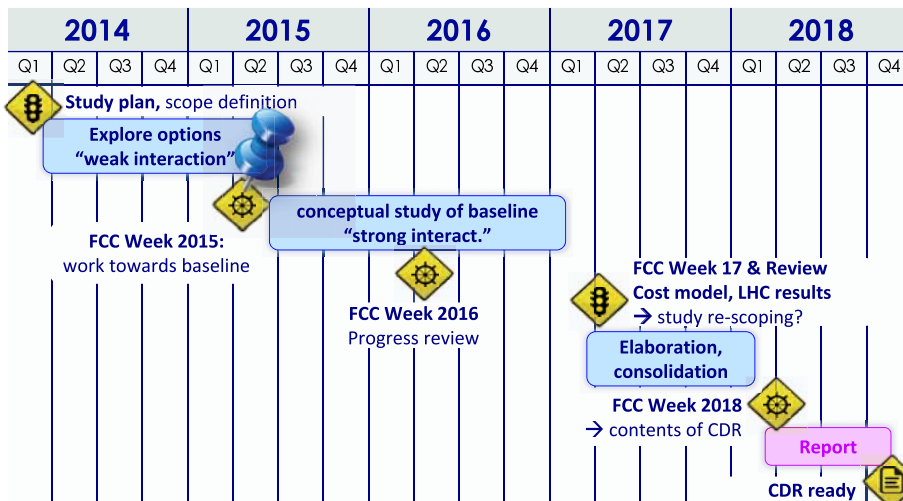 2014 2015 2016 2017 2018
Q1 Q2 Q3 Q4 Q1 Q2 Q3 Q4 Q1 Q2 Q3 Q4 Q1 Q2 Q3 Q4 Q1 Q2 Q3 Q4
Study plan, scope definition
Explore options
“weak interaction”
conceptual study of baseline
“strong interact.”
FCC Week 2015:
work towards baseline
FCC Week 17 & Review
Cost model, LHC results
→ study re-scoping?
FCC Week 2016
Progress review
Elaboration,
consolidation
FCC Week 2018
→ contents of CDR
Report
CDR ready